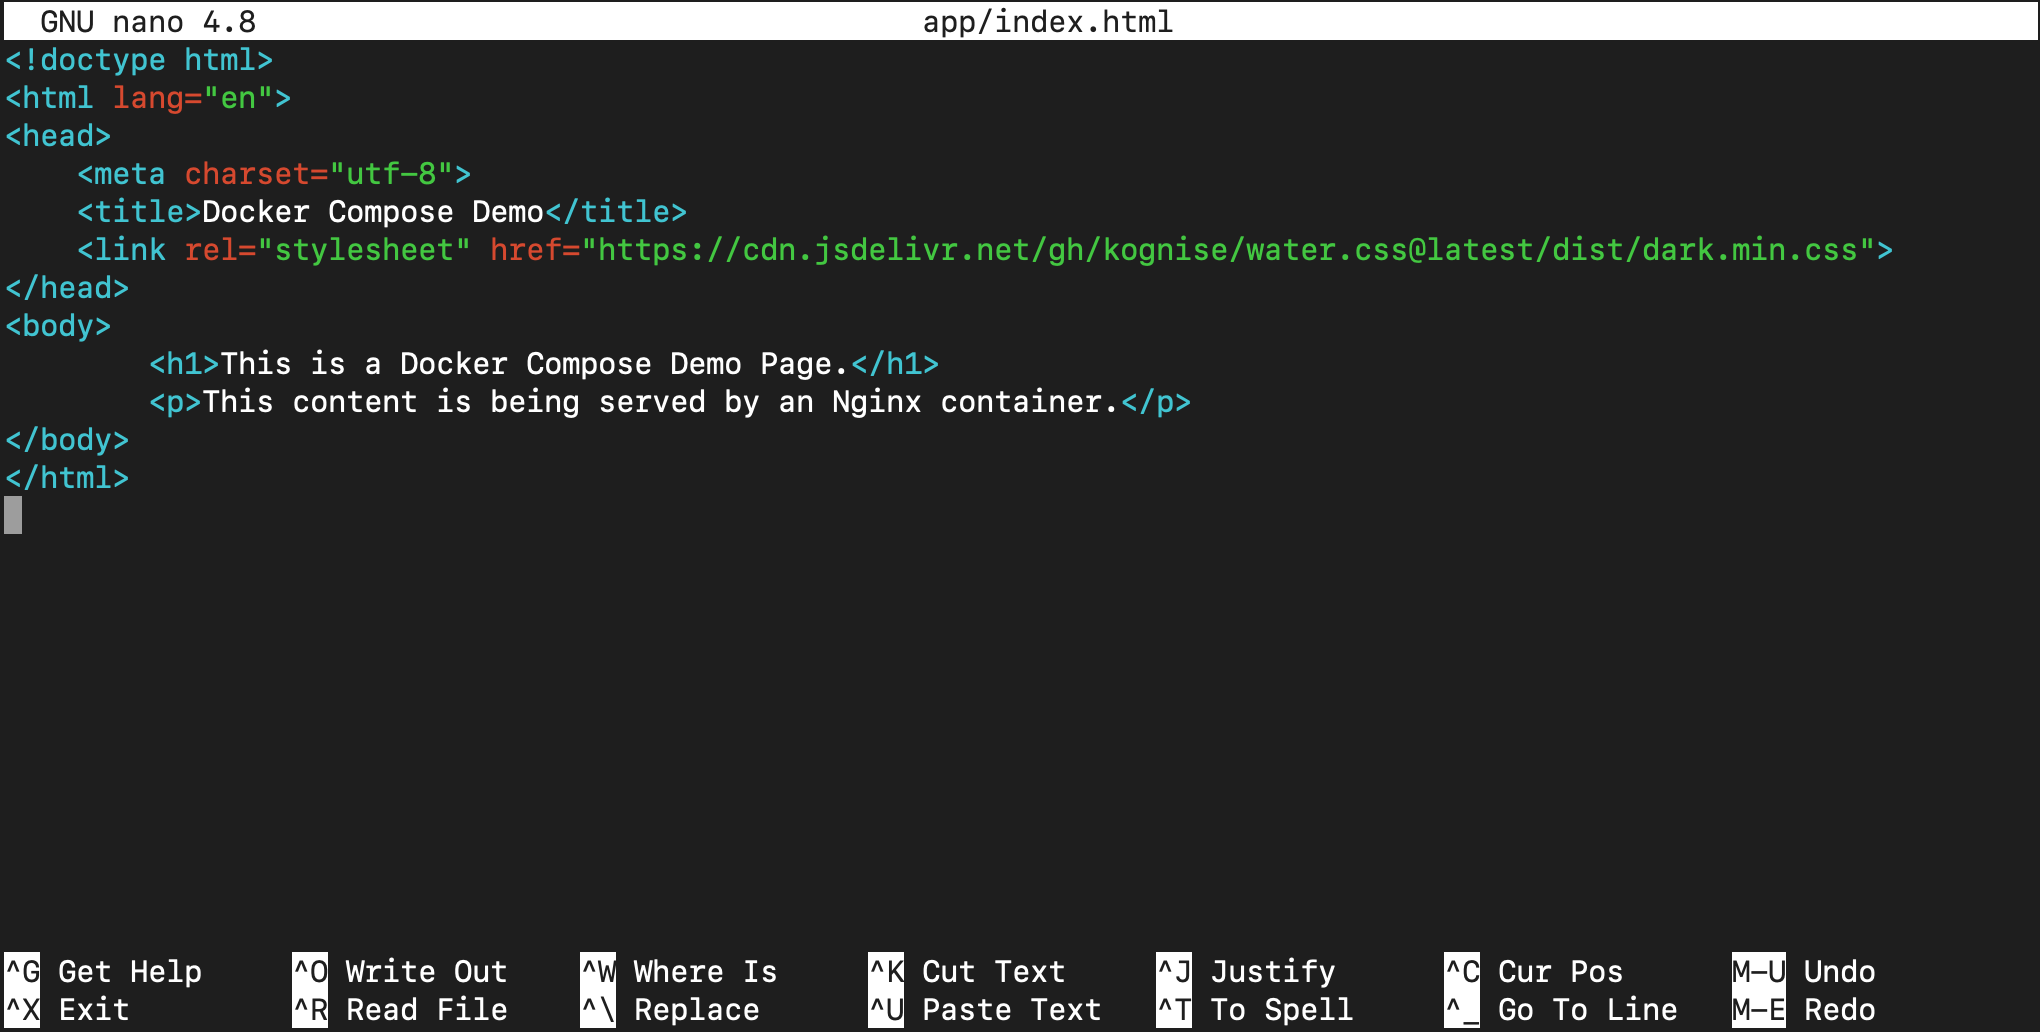 GNU nano 4.8 app/index.html
<!doctype html>
<html lang="en">
<head>
    <meta charset="utf-8">
    <title>Docker Compose Demo</title>
    <link rel="stylesheet" href="https://cdn.jsdelivr.net/gh/kognise/water.css@latest/dist/dark.min.css">
</head>
<body>
        <h1>This is a Docker Compose Demo Page.</h1>
        <p>This content is being served by an Nginx container.</p>
</body>
</html>
^G Get Help ^O Write Out ^W Where Is ^K Cut Text ^J Justify ^C Cur Pos M-U Undo
^X Exit ^R Read File ^\ Replace ^U Paste Text ^T To Spell ^_ Go To Line M-E Redo